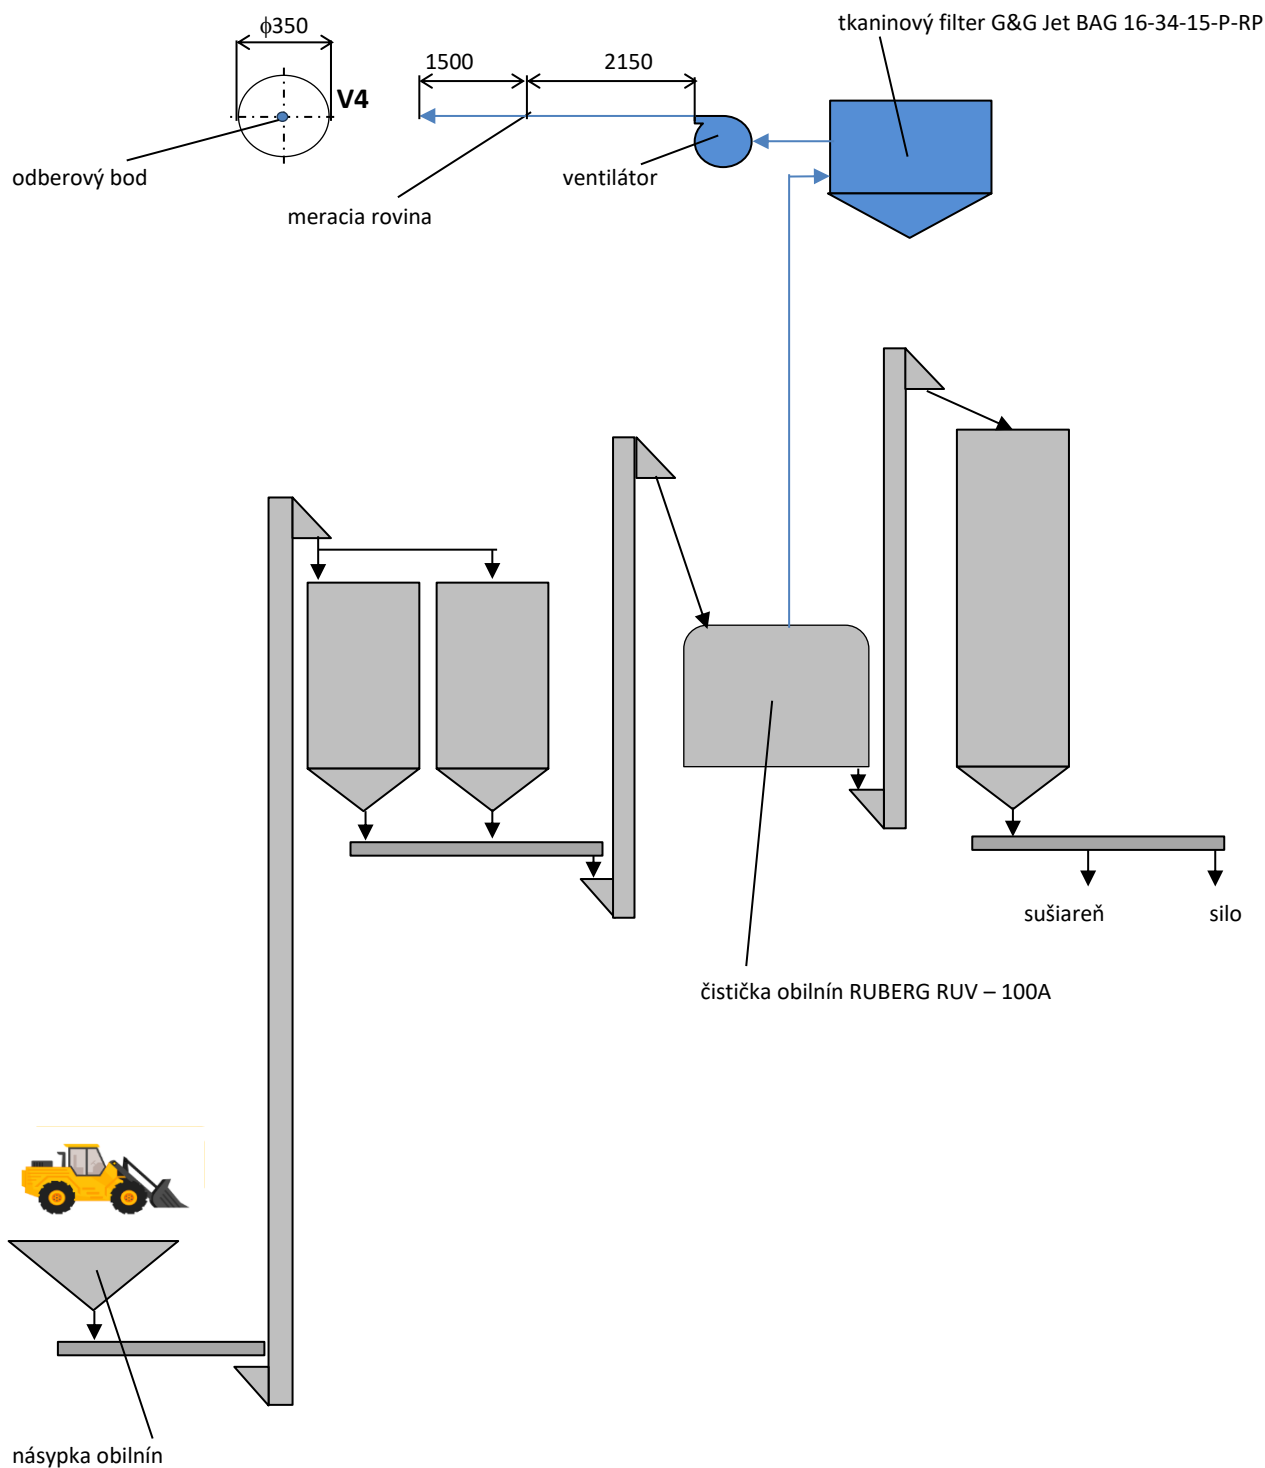 ϕ350
V4
odberový bod
1500
2150
meracia rovina
ventilátor
tkaninový filter G&G Jet BAG 16-34-15-P-RP
sušiareň
silo
čistička obilnín RUBERG RUV – 100A
násypka obilnín